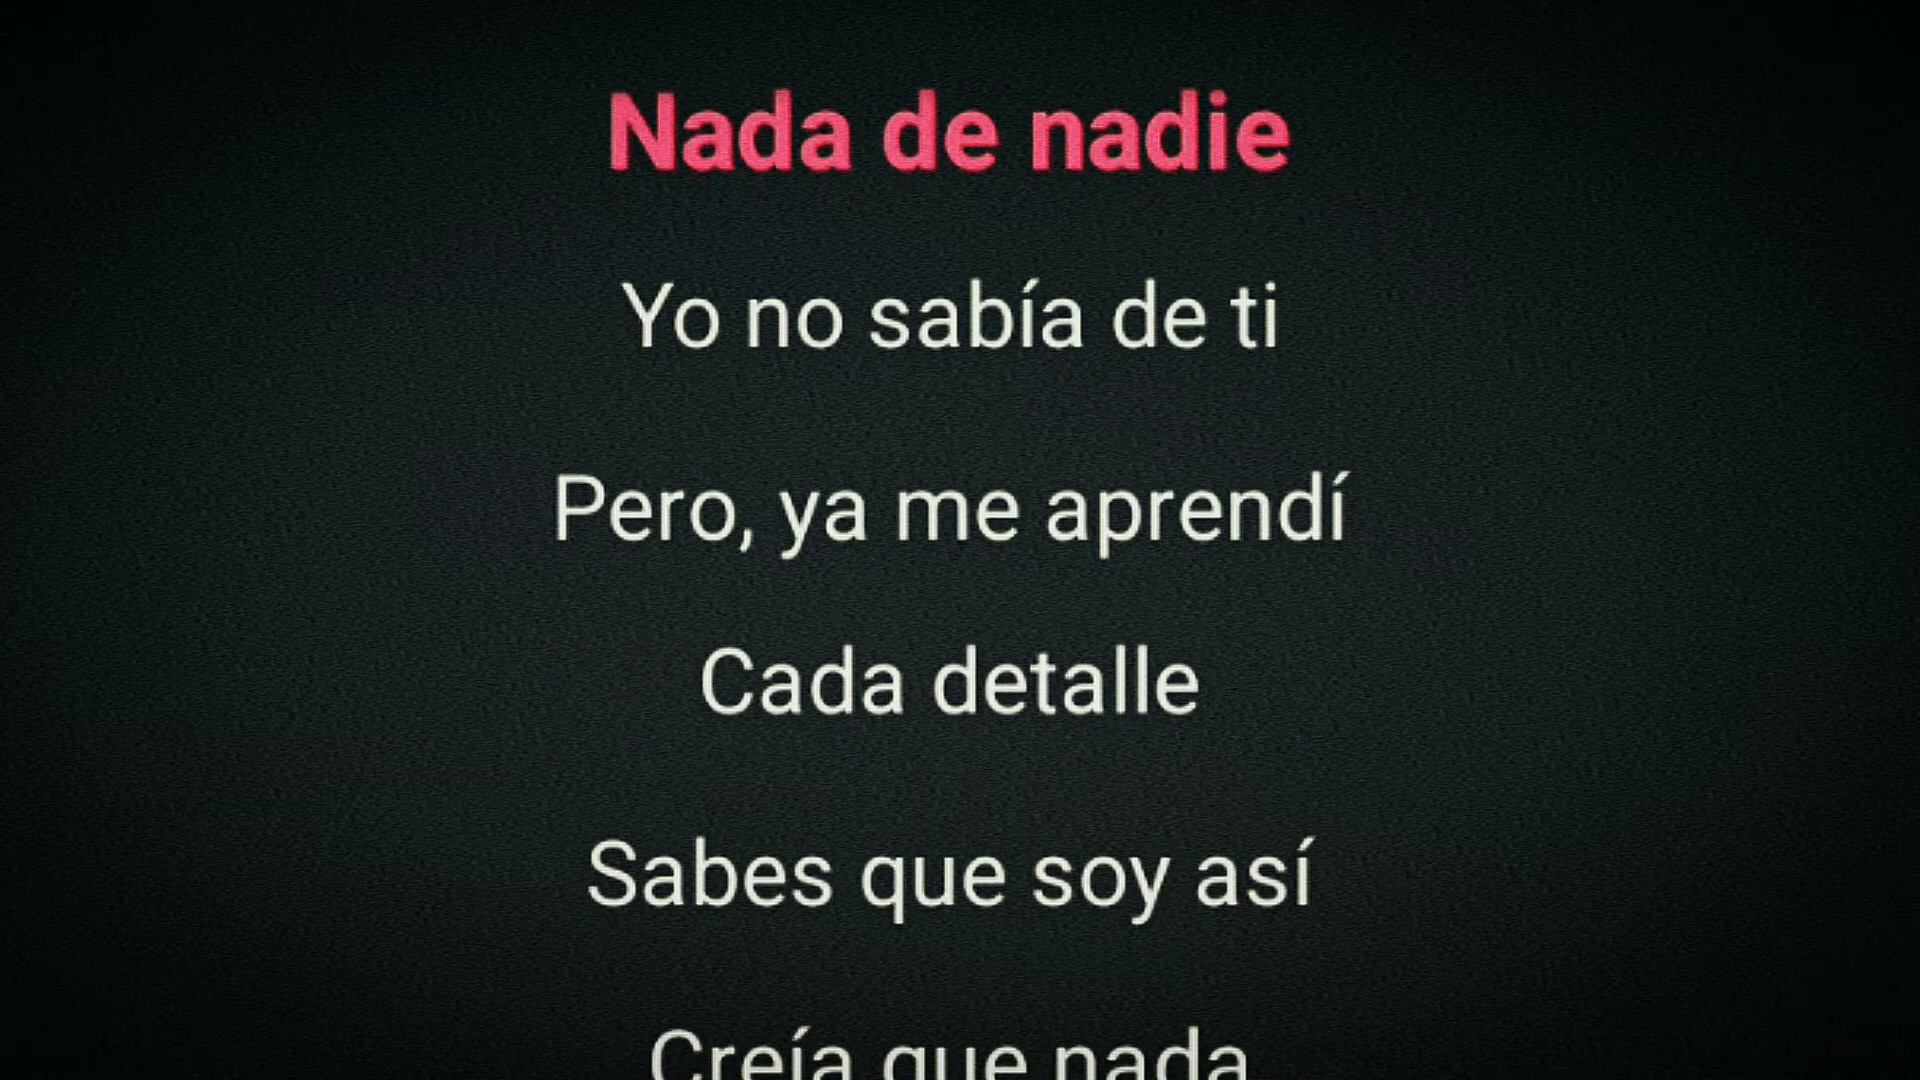 Nada de nadie
Yo no sabía de ti
Pero, ya me aprendí
Cada detalle
Sabes que soy así
Creía que nada